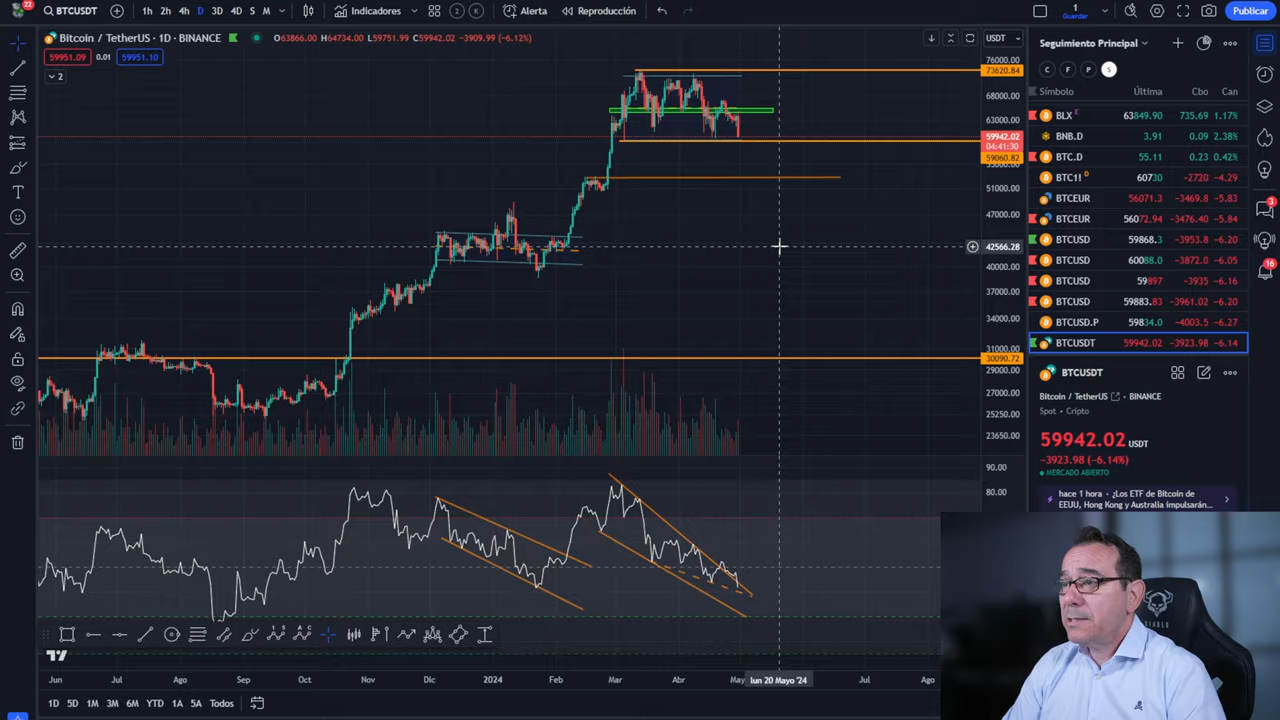 22
BTCUSDT
1h 2h 4h D 3D 4D S M
Indicadores
2 K
Alerta
Reproducción
1
Guardar
Publicar
Bitcoin / TetherUS · 1D · BINANCE
O63866.00 H64734.00 L59751.99 C59942.02 −3909.99 (−6.12%)
USDT
59951.09 0.01 59951.10
2
76000.00
73620.84
68000.00
63000.00
59942.02
04:41:30
59060.82
55000.00
51000.00
47000.00
42566.28
40000.00
37000.00
34000.00
31000.00
30090.72
29000.00
27000.00
25250.00
23650.00
90.00
80.00
Jun Jul Ago Sep Oct Nov Dic 2024 Feb Mar Abr May lun 20 Mayo '24 Jul Ago
1D 5D 1M 3M 6M YTD 1A 5A Todos
Seguimiento Principal
C F P S
Símbolo Última Cbo Can
BLX E 63849.90 735.69 1.17%
BNB.D 3.91 0.09 2.38%
BTC.D 55.11 0.23 0.42%
BTC1! D 60730 −2720 −4.29
BTCEUR 56071.3 −3469.8 −5.83
BTCEUR 56072.94 −3476.40 −5.84
BTCUSD 59868.3 −3953.8 −6.20
BTCUSD 60088.0 −3872.0 −6.05
BTCUSD 59897 −3935 −6.16
BTCUSD 59883.83 −3961.02 −6.20
BTCUSD.P 59834.0 −4003.5 −6.27
BTCUSDT 59942.02 −3923.98 −6.14
BTCUSDT
Bitcoin / TetherUS · BINANCE
Spot • Cripto
59942.02 USDT
−3923.98 (−6.14%)
MERCADO ABIERTO
hace 1 hora • ¿Los ETF de Bitcoin de
EEUU, Hong Kong y Australia impulsarán...
3
16
DIABLO